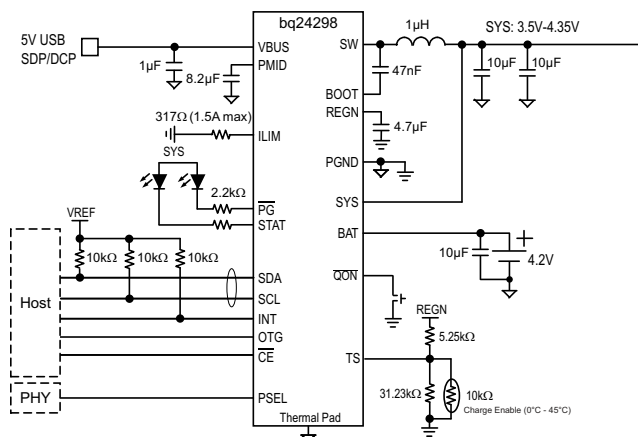 bq24298
5V USB
SDP/DCP
1µF
8.2µF
VBUS
PMID
317Ω (1.5A max)
ILIM
SYS
2.2kΩ
PG
STAT
VREF
10kΩ
10kΩ
10kΩ
Host
SDA
SCL
INT
OTG
CE
PHY
PSEL
Thermal Pad
SW
1µH
SYS: 3.5V-4.35V
10µF
10µF
47nF
BOOT
REGN
4.7µF
PGND
SYS
BAT
10µF
+
4.2V
QON
REGN
5.25kΩ
TS
31.23kΩ
10kΩ
Charge Enable (0°C - 45°C)